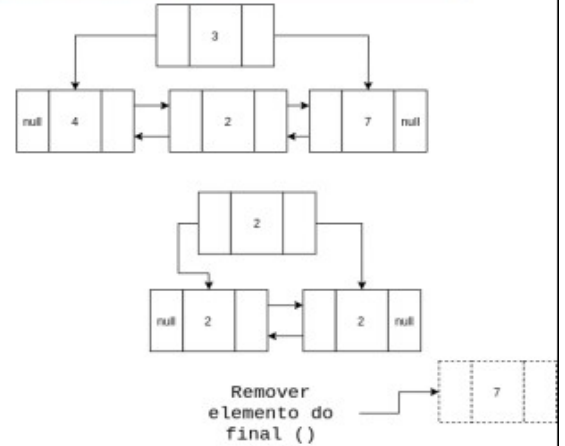 3
null 4 2 7 null
2
null 2 2 null
7
Remover
elemento do
final ()